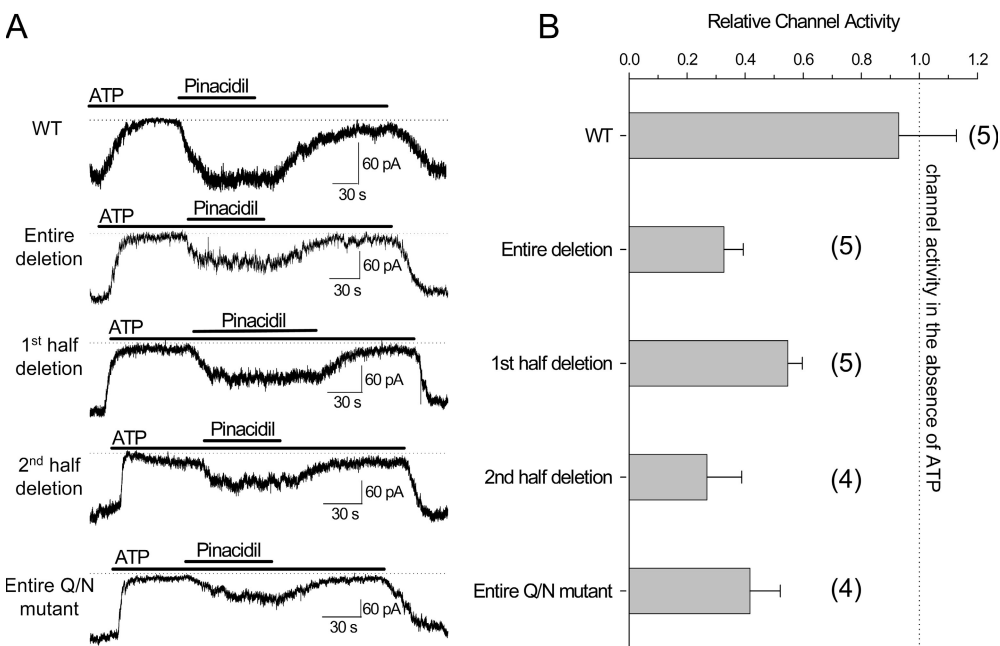 A
Pinacidil
ATP
WT
60 pA
30 s
Pinacidil
ATP
Entire
deletion
60 pA
30 s
Pinacidil
ATP
1st half
deletion
60 pA
30 s
Pinacidil
ATP
2nd half
deletion
60 pA
30 s
Pinacidil
ATP
Entire Q/N
mutant
60 pA
30 s
B
Relative Channel Activity
0.0 0.2 0.4 0.6 0.8 1.0 1.2
WT
(5)
Entire deletion
(5)
1st half deletion
(5)
2nd half deletion
(4)
Entire Q/N mutant
(4)
channel activity in the absence of ATP